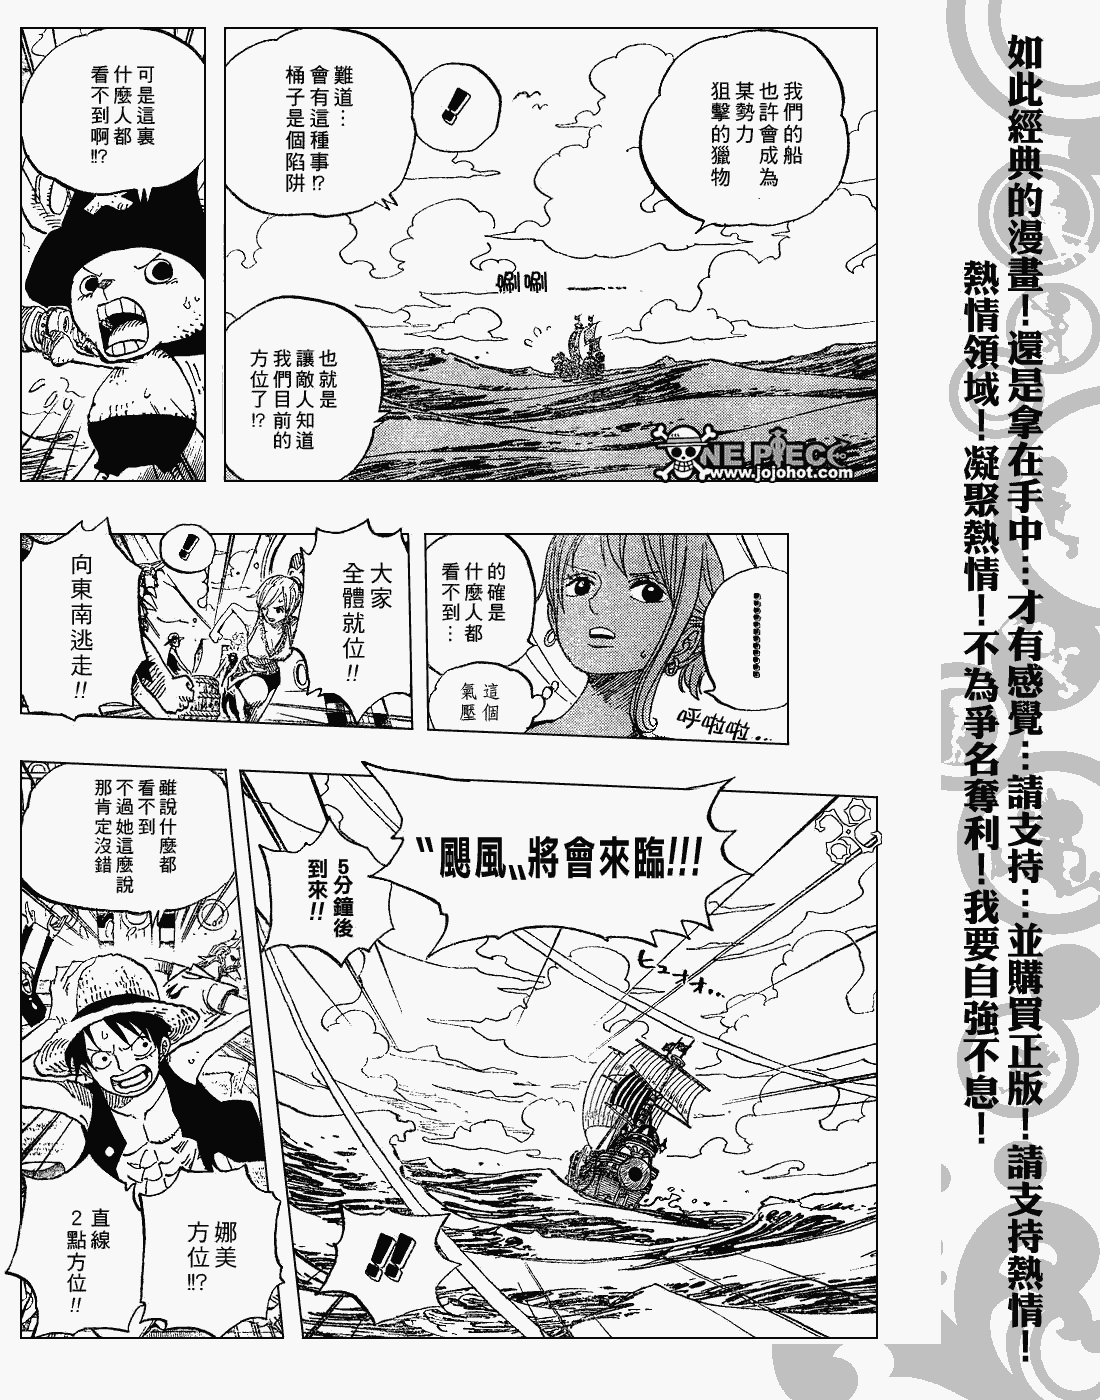 如此經典的漫畫！還是拿在手中…才有感覺…請支持…並購買正版！請支持熱情！
熱情領域！凝聚熱情！不為爭名奪利！我要自強不息！
我們的船
也許會成為
某勢力
狙擊的獵物
!!
難道…
會有這種事!?
桶子是個陷阱
也就是
讓敵人知道
我們目前的
方位了!?
ONE PIECE
www.jojohot.com
可是這裏
什麼人都
看不到啊!!?
的確是
什麼人都
看不到…
這個
氣壓
呼啦啦…
大家
全體就位!!
!
向東南逃走!!
〝颶風〟將會來臨!!!
5分鐘後
到來!!
ヒュオオ…
!!
雖說什麼都
看不到
不過她這麼說
那肯定沒錯
娜美
方位!!?
直線
2點方位!!